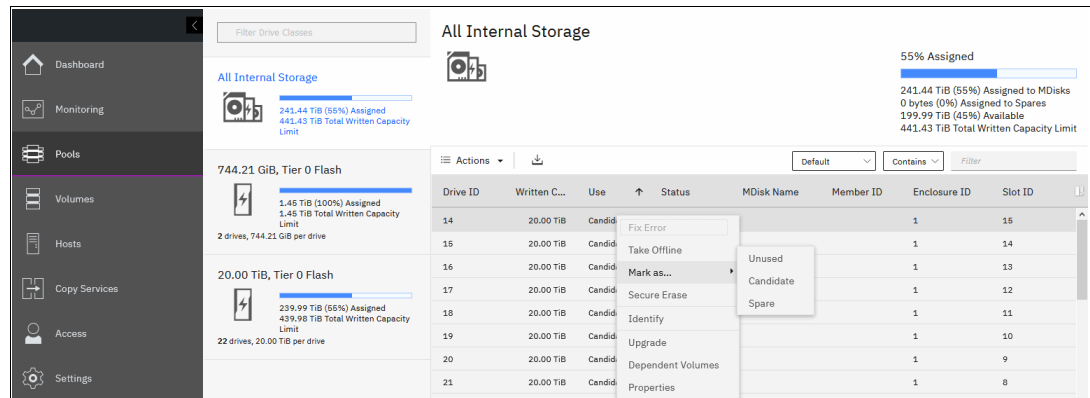 Dashboard
Monitoring
Pools
Volumes
Hosts
Copy Services
Access
Settings
Filter Drive Classes
All Internal Storage
241.44 TiB (55%) Assigned
441.43 TiB Total Written Capacity
Limit
744.21 GiB, Tier 0 Flash
1.45 TiB (100%) Assigned
1.45 TiB Total Written Capacity
Limit
2 drives, 744.21 GiB per drive
20.00 TiB, Tier 0 Flash
239.99 TiB (55%) Assigned
439.98 TiB Total Written Capacity
Limit
22 drives, 20.00 TiB per drive
All Internal Storage
55% Assigned
241.44 TiB (55%) Assigned to MDisks
0 bytes (0%) Assigned to Spares
199.99 TiB (45%) Available
441.43 TiB Total Written Capacity Limit
Actions Default Contains Filter
Drive ID Written C... Use Status MDisk Name Member ID Enclosure ID Slot ID
14 20.00 TiB Candid 1 15
15 20.00 TiB Candid 1 14
16 20.00 TiB Candid 1 13
17 20.00 TiB Candid 1 12
18 20.00 TiB Candid 1 11
19 20.00 TiB Candid 1 10
20 20.00 TiB Candid 1 9
21 20.00 TiB Candid 1 8
Fix Error
Take Offline
Mark as...
Secure Erase
Identify
Upgrade
Dependent Volumes
Properties
Unused
Candidate
Spare